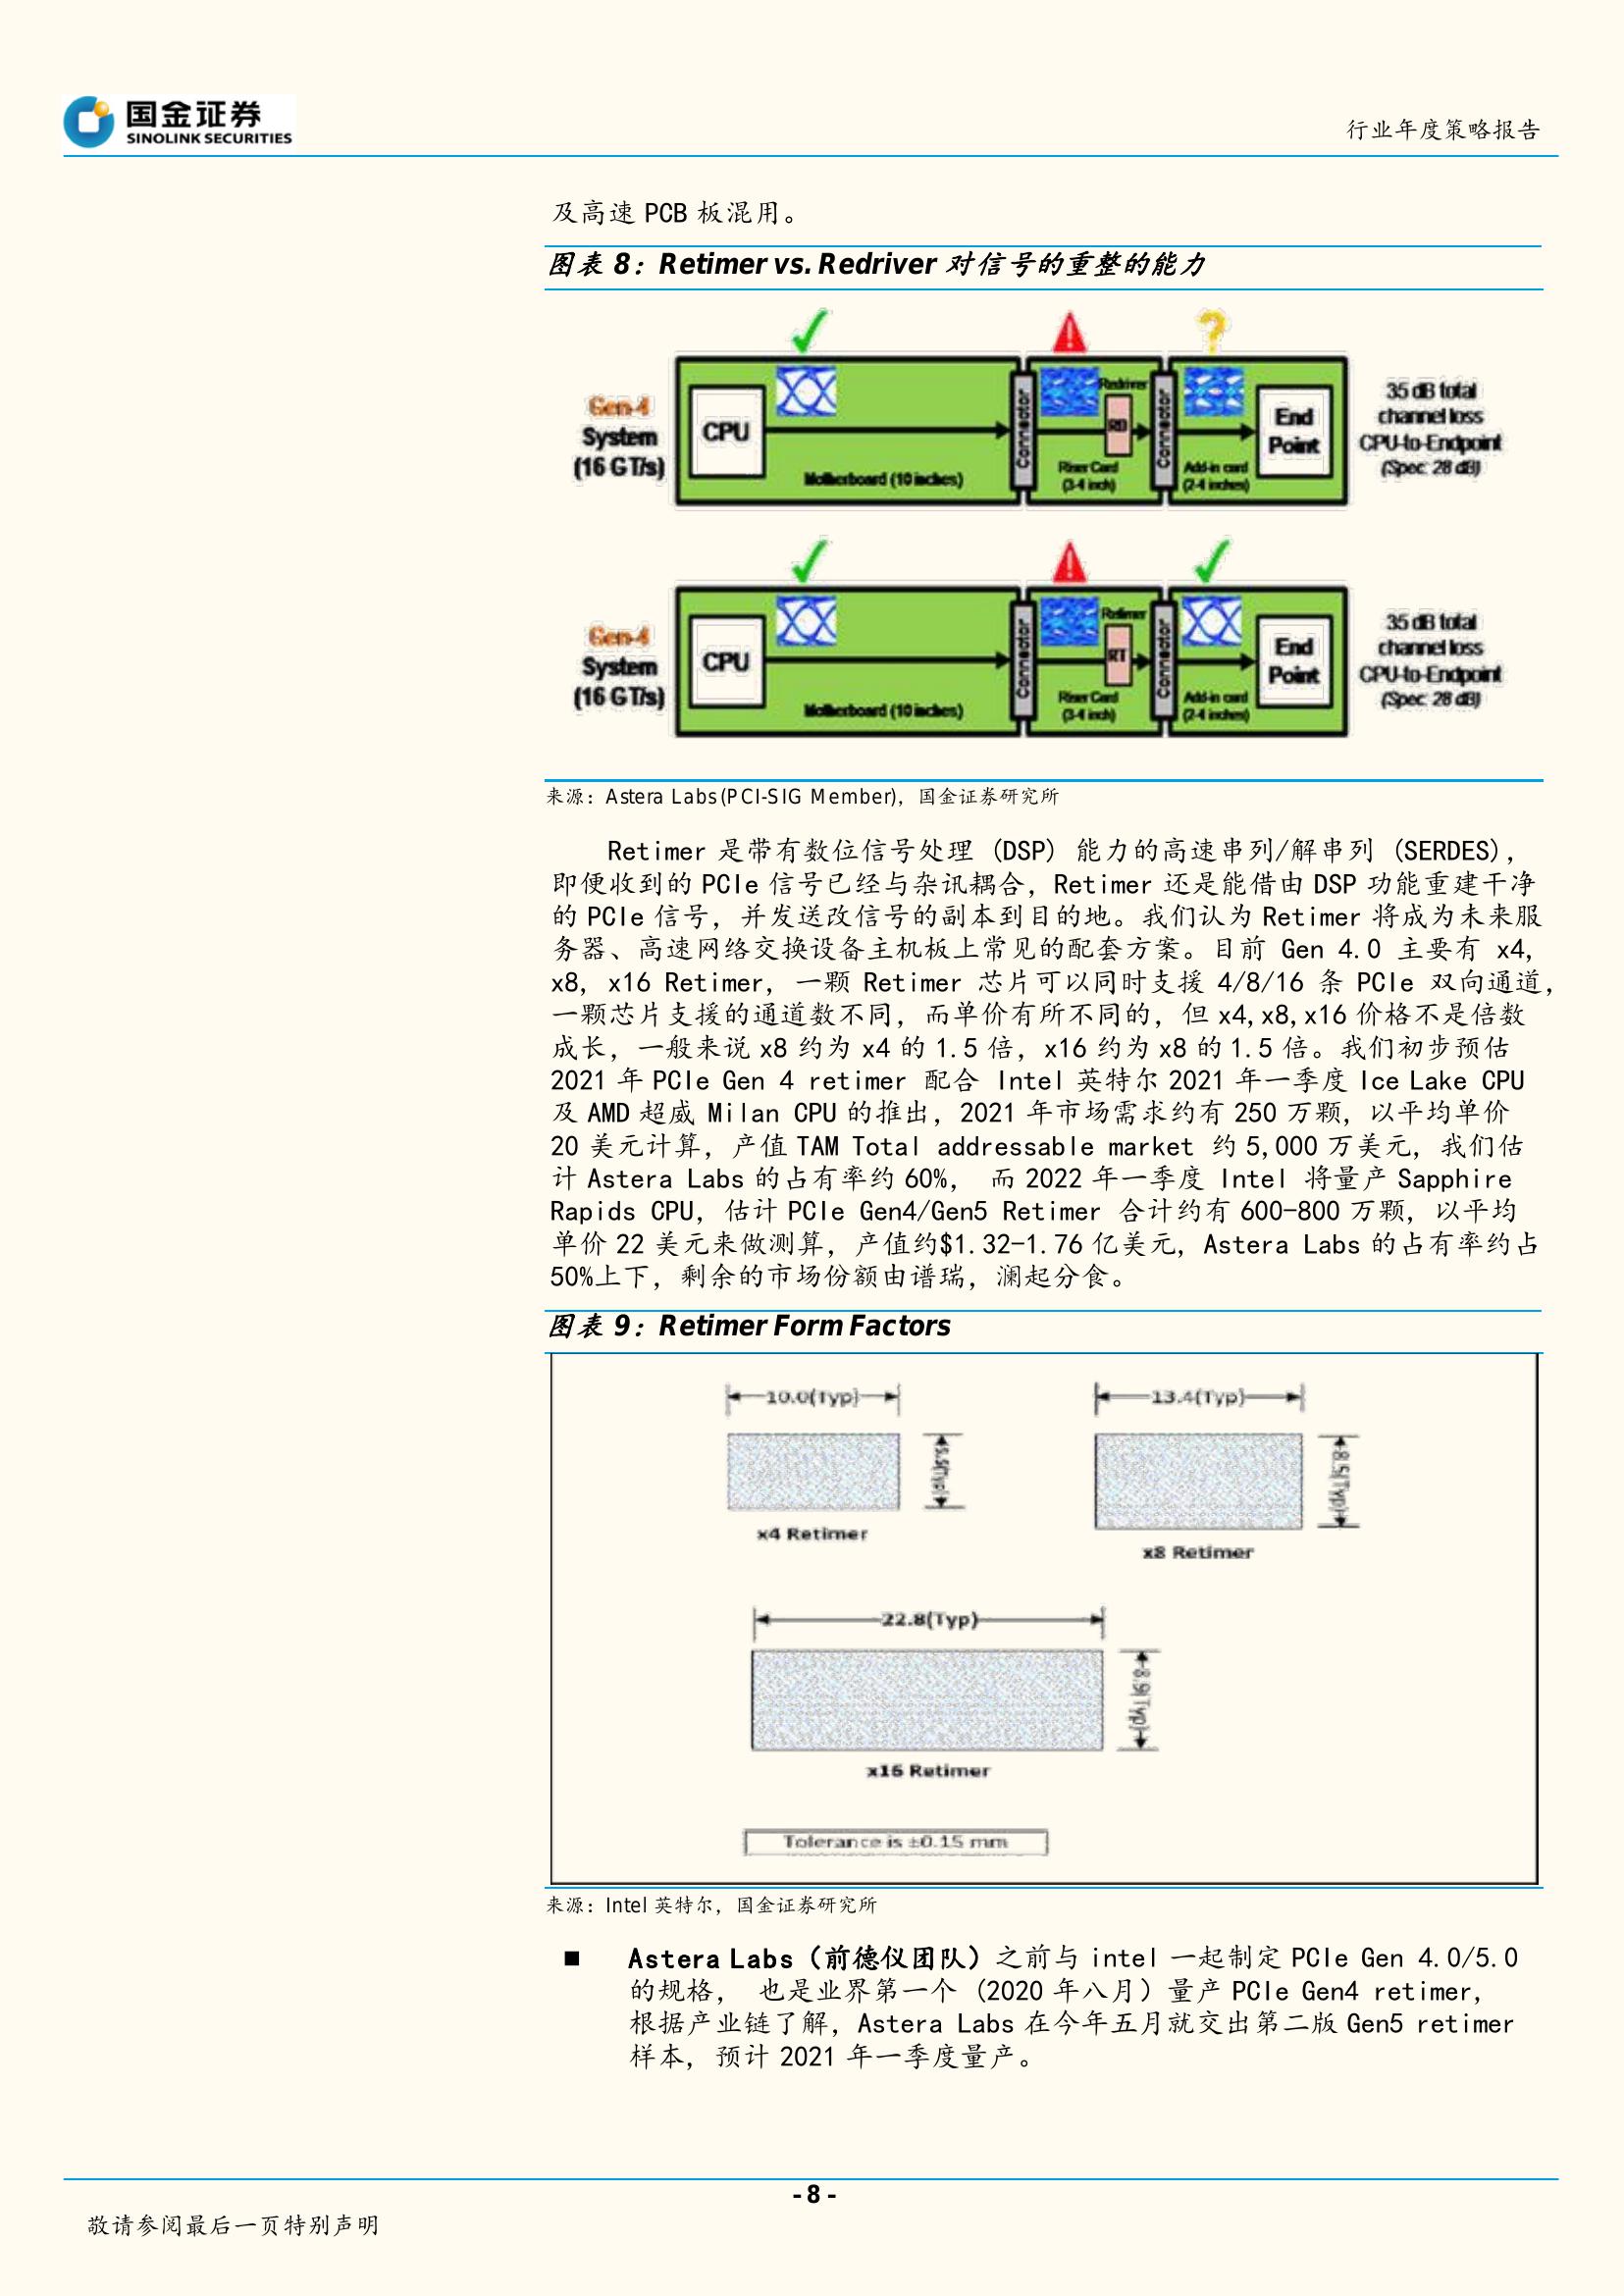 国金证券
SINOLINK SECURITIES
行业年度策略报告
及高速 PCB 板混用。
图表 8：Retimer vs. Redriver 对信号的重整的能力
Gen-4
System
(16 GT/s)
CPU
Motherboard (10 inches)
Connector
Redriver
RD
Riser Card
(3-4 inch)
Connector
Add-in card
(2-4 inches)
End
Point
35 dB total
channel loss
CPU-to-Endpoint
(Spec: 28 dB)
Gen-4
System
(16 GT/s)
CPU
Motherboard (10 inches)
Connector
Retimer
RT
Riser Card
(3-4 inch)
Connector
Add-in card
(2-4 inches)
End
Point
35 dB total
channel loss
CPU-to-Endpoint
(Spec: 28 dB)
来源：Astera Labs(PCI-SIG Member)，国金证券研究所
Retimer 是带有数位信号处理 (DSP) 能力的高速串列/解串列 (SERDES)，
即便收到的 PCIe 信号已经与杂讯耦合，Retimer 还是能借由 DSP 功能重建干净
的 PCIe 信号，并发送改信号的副本到目的地。我们认为 Retimer 将成为未来服
务器、高速网络交换设备主机板上常见的配套方案。目前 Gen 4.0 主要有 x4,
x8, x16 Retimer, 一颗 Retimer 芯片可以同时支援 4/8/16 条 PCIe 双向通道，
一颗芯片支援的通道数不同，而单价有所不同的，但 x4,x8,x16 价格不是倍数
成长，一般来说 x8 约为 x4 的 1.5 倍，x16 约为 x8 的 1.5 倍。我们初步预估
2021 年 PCIe Gen 4 retimer 配合 Intel 英特尔 2021 年一季度 Ice Lake CPU
及 AMD 超威 Milan CPU 的推出，2021 年市场需求约有 250 万颗，以平均单价
20 美元计算，产值 TAM Total addressable market 约 5,000 万美元，我们估
计 Astera Labs 的占有率约 60%， 而 2022 年一季度 Intel 将量产 Sapphire
Rapids CPU，估计 PCIe Gen4/Gen5 Retimer 合计约有 600-800 万颗，以平均
单价 22 美元来做测算，产值约$1.32-1.76 亿美元, Astera Labs 的占有率约占
50%上下，剩余的市场份额由谱瑞，澜起分食。
图表 9：Retimer Form Factors
10.0(Typ)
5.5(Typ)
x4 Retimer
13.4(Typ)
8.5(Typ)
x8 Retimer
22.8(Typ)
8.9(Typ)
x16 Retimer
Tolerance is ±0.15 mm
来源：Intel 英特尔，国金证券研究所
■ Astera Labs（前德仪团队）之前与 intel 一起制定 PCIe Gen 4.0/5.0
的规格， 也是业界第一个 (2020 年八月) 量产 PCIe Gen4 retimer,
根据产业链了解，Astera Labs 在今年五月就交出第二版 Gen5 retimer
样本，预计 2021 年一季度量产。
- 8 -
敬请参阅最后一页特别声明